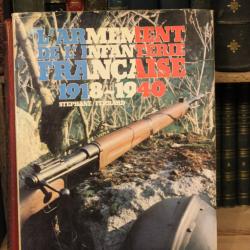 L'ARMEMENT
DE L'INFANTERIE
FRANÇAISE
1918-1940
STEPHANE FERRARD